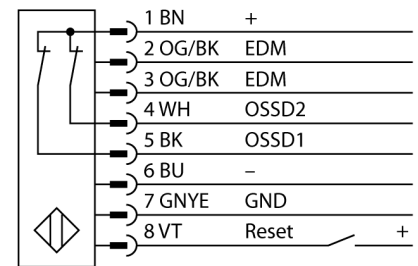 1 BN +
2 OG/BK EDM
3 OG/BK EDM
4 WH OSSD2
5 BK OSSD1
6 BU –
7 GNYE GND
8 VT Reset +